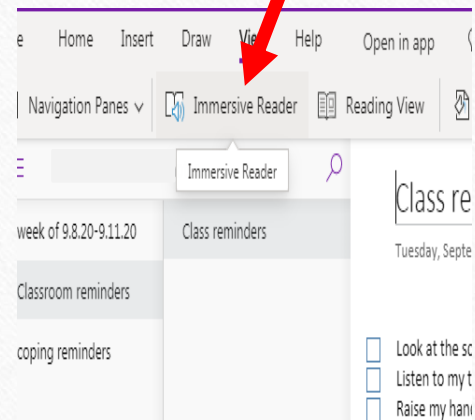 e Home Insert Draw View Help Open in app
Navigation Panes Immersive Reader Reading View
Immersive Reader
Class re
week of 9.8.20-9.11.20 Class reminders
Tuesday, Septe
Classroom reminders
coping reminders
Look at the sc
Listen to my t
Raise my han